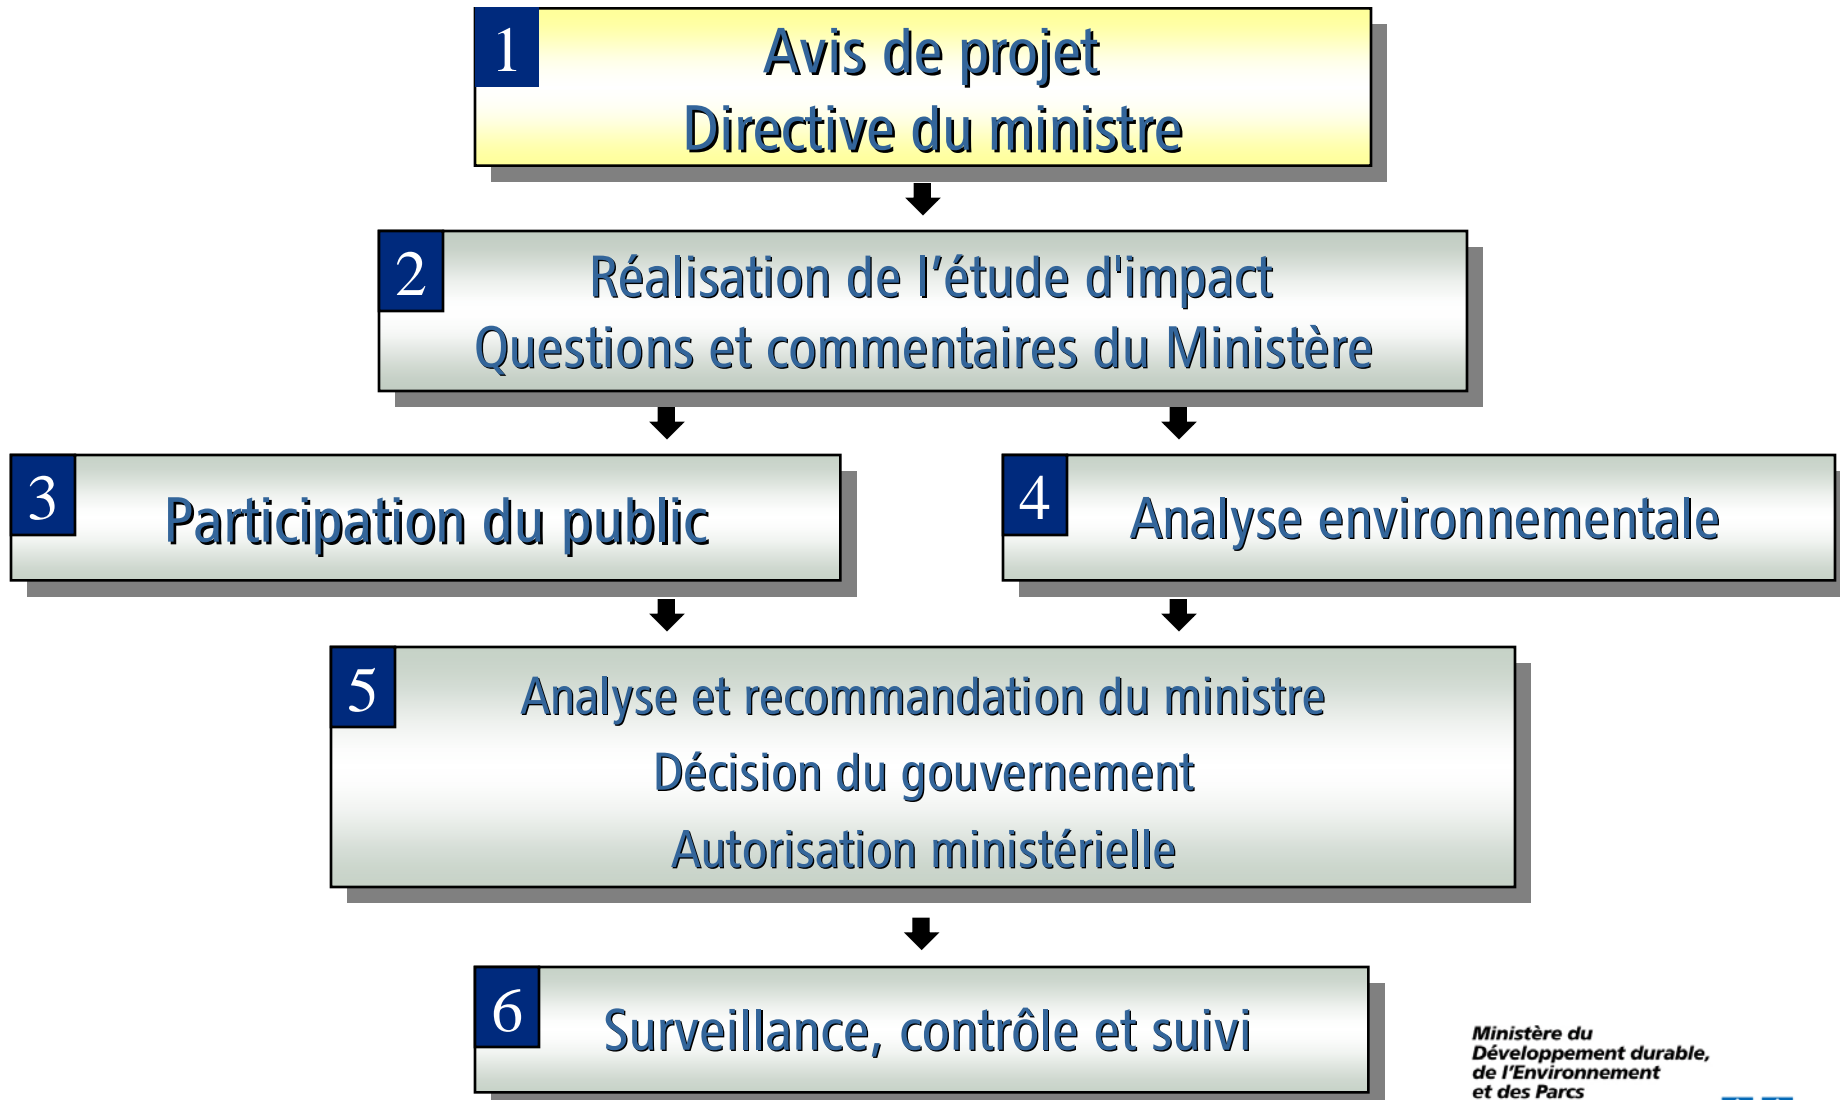 1
Avis de projet
Directive du ministre
2
Réalisation de l’étude d'impact
Questions et commentaires du Ministère
3
Participation du public
4
Analyse environnementale
5
Analyse et recommandation du ministre
Décision du gouvernement
Autorisation ministérielle
6
Surveillance, contrôle et suivi
Ministère du
Développement durable,
de l’Environnement
et des Parcs